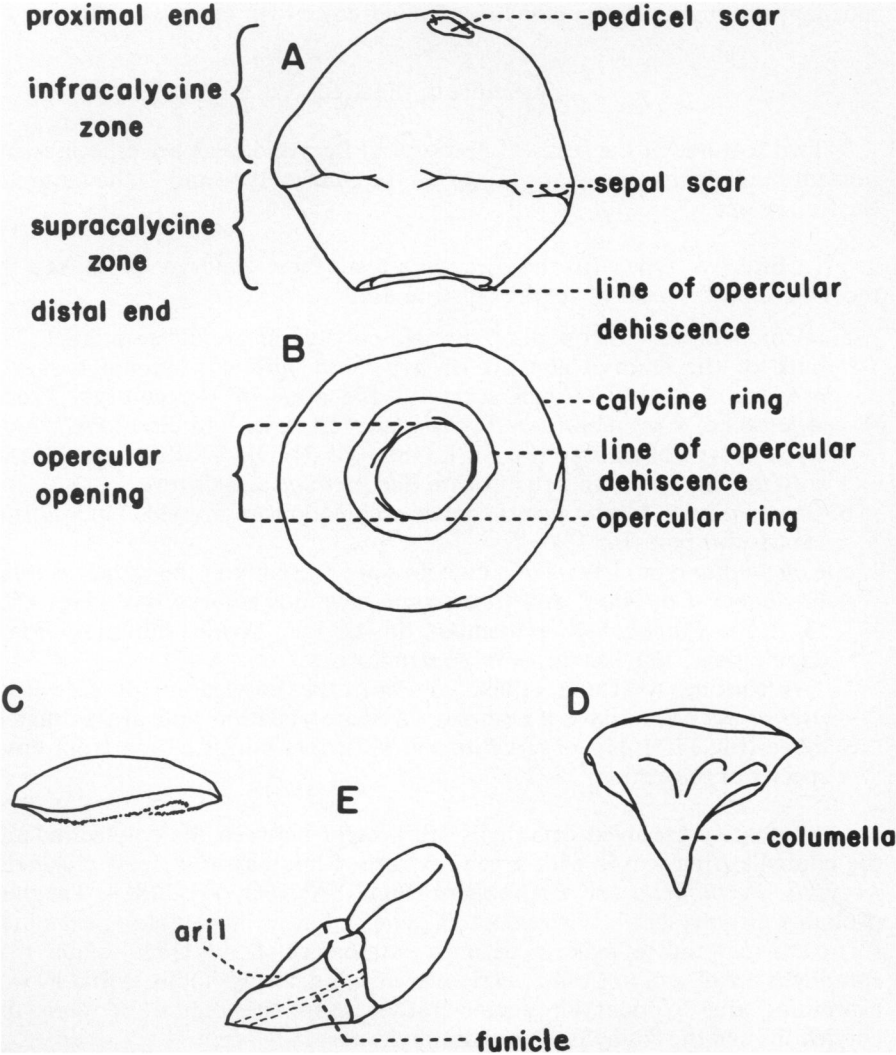 proximal end
pedicel scar
A
infracalycine
zone
sepal scar
supracalycine
zone
distal end
line of opercular
dehiscence
B
calycine ring
opercular
opening
line of opercular
dehiscence
opercular ring
C
D
columella
E
aril
funicle